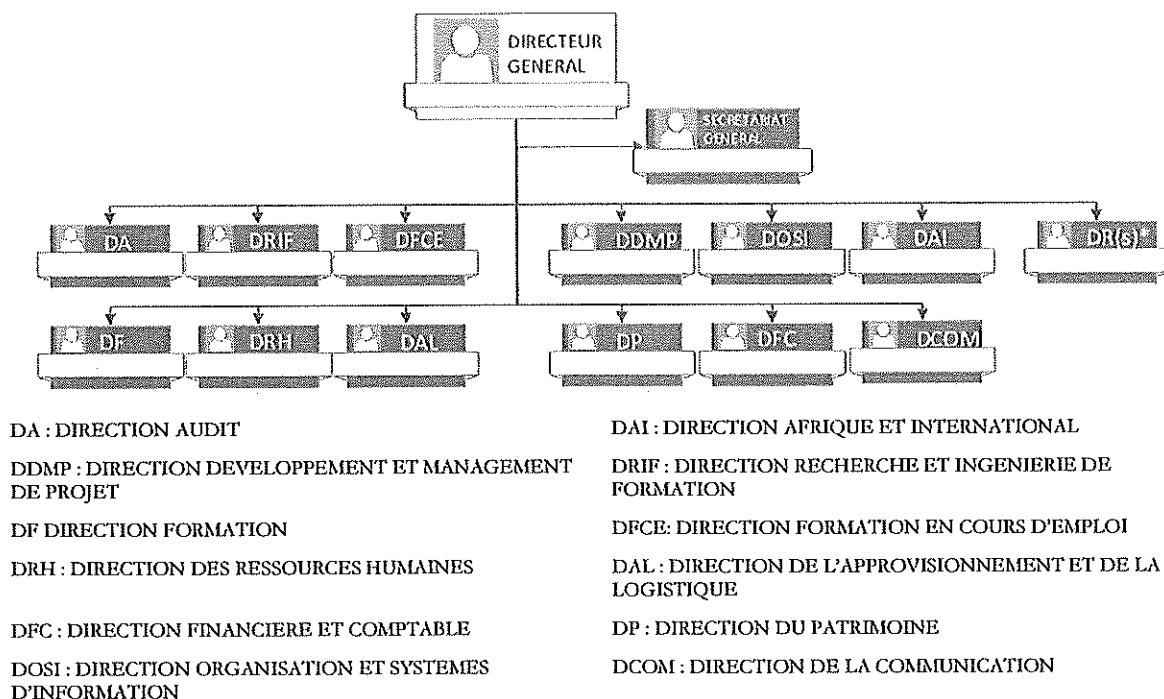 DIRECTEUR
GENERAL
SECRETARIAT
GENERAL
DA
DRIF
DFCE
DDMP
DOSI
DAI
DR(s)*
DF
DRH
DAL
DP
DFC
DCOM
DA : DIRECTION AUDIT
DDMP : DIRECTION DEVELOPPEMENT ET MANAGEMENT
DE PROJET
DF DIRECTION FORMATION
DRH : DIRECTION DES RESSOURCES HUMAINES
DFC : DIRECTION FINANCIERE ET COMPTABLE
DOSI : DIRECTION ORGANISATION ET SYSTEMES
D'INFORMATION
DAI : DIRECTION AFRIQUE ET INTERNATIONAL
DRIF : DIRECTION RECHERCHE ET INGENIERIE DE
FORMATION
DFCE: DIRECTION FORMATION EN COURS D'EMPLOI
DAL : DIRECTION DE L'APPROVISIONNEMENT ET DE LA
LOGISTIQUE
DP : DIRECTION DU PATRIMOINE
DCOM : DIRECTION DE LA COMMUNICATION